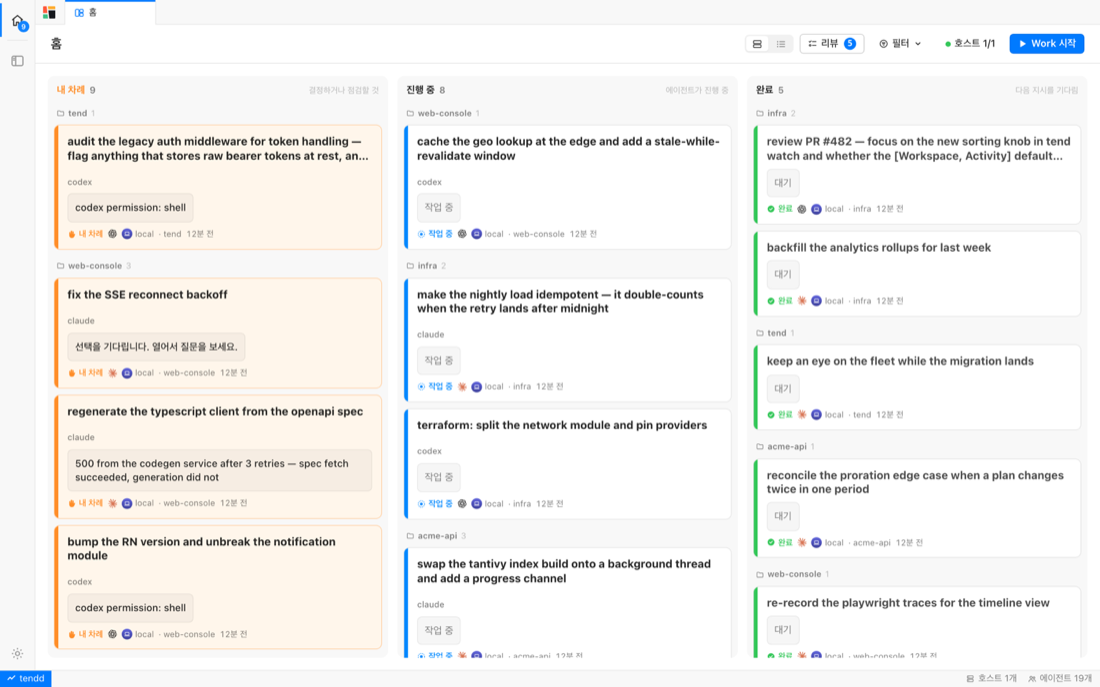 9
홈
홈
리뷰 5
필터
호스트 1/1
Work 시작
내 차례 9
결정하거나 점검할 것
tend 1
audit the legacy auth middleware for token handling —
flag anything that stores raw bearer tokens at rest, an...
codex
codex permission: shell
내 차례 local · tend 12분 전
web-console 3
fix the SSE reconnect backoff
claude
선택을 기다립니다. 열어서 질문을 보세요.
내 차례 local · web-console 12분 전
regenerate the typescript client from the openapi spec
claude
500 from the codegen service after 3 retries — spec fetch
succeeded, generation did not
내 차례 local · web-console 12분 전
bump the RN version and unbreak the notification
module
codex
codex permission: shell
내 차례 local · web-console 12분 전
진행 중 8
에이전트가 진행 중
web-console 1
cache the geo lookup at the edge and add a stale-while-
revalidate window
codex
작업 중
작업 중 local · web-console 12분 전
infra 2
make the nightly load idempotent — it double-counts
when the retry lands after midnight
claude
작업 중
작업 중 local · infra 12분 전
terraform: split the network module and pin providers
codex
작업 중
작업 중 local · infra 12분 전
acme-api 3
swap the tantivy index build onto a background thread
and add a progress channel
claude
작업 중
작업 중 local · acme-api 12분 전
완료 5
다음 지시를 기다림
infra 2
review PR #482 — focus on the new sorting knob in tend
watch and whether the [Workspace, Activity] default...
대기
완료 local · infra 12분 전
backfill the analytics rollups for last week
대기
완료 local · infra 12분 전
tend 1
keep an eye on the fleet while the migration lands
대기
완료 local · tend 12분 전
acme-api 1
reconcile the proration edge case when a plan changes
twice in one period
대기
완료 local · acme-api 12분 전
web-console 1
re-record the playwright traces for the timeline view
대기
완료 local · web-console 12분 전
tendd
호스트 1개
에이전트 19개